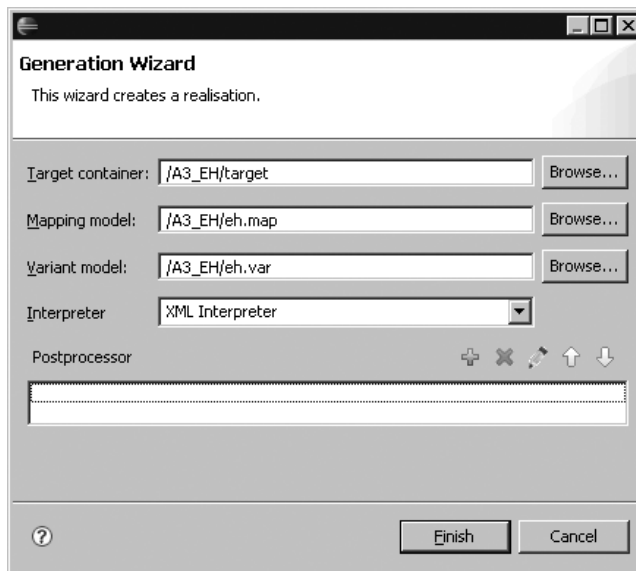 Generation Wizard
This wizard creates a realisation.
Target container: /A3_EH/target Browse...
Mapping model: /A3_EH/eh.map Browse...
Variant model: /A3_EH/eh.var Browse...
Interpreter XML Interpreter
Postprocessor
Finish Cancel